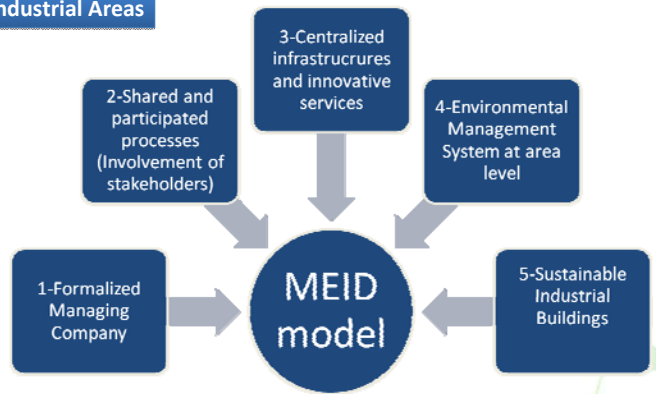 ndustrial Areas
3-Centralized
infrastrucrures
and innovative
services
2-Shared and
participated
processes
(Involvement of
stakeholders)
4-Environmental
Management
System at area
level
1-Formalized
Managing
Company
MEID
model
5-Sustainable
Industrial
Buildings